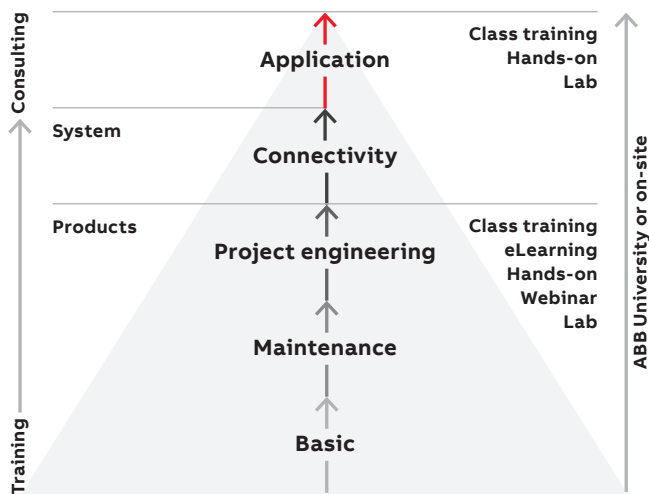 Consulting
Application
Class training
Hands-on
Lab
System
Connectivity
Products
Project engineering
Class training
eLearning
Hands-on
Webinar
Lab
Maintenance
Basic
Training
ABB University or on-site